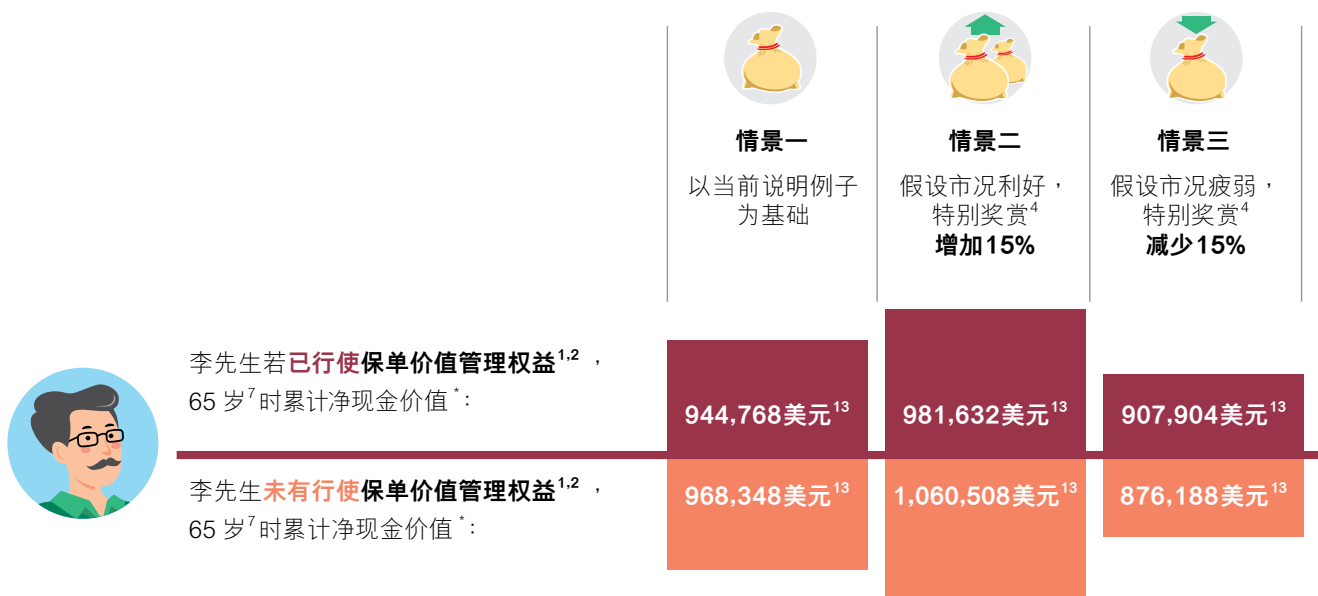 情景一
以当前说明例子
为基础
情景二
假设市况利好，
特别奖赏4
增加15%
情景三
假设市况疲弱，
特别奖赏4
减少15%
李先生若已行使保单价值管理权益1,2，
65 岁7时累计净现金价值*：
944,768美元13
981,632美元13
907,904美元13
李先生未有行使保单价值管理权益1,2，
65 岁7时累计净现金价值*：
968,348美元13
1,060,508美元13
876,188美元13